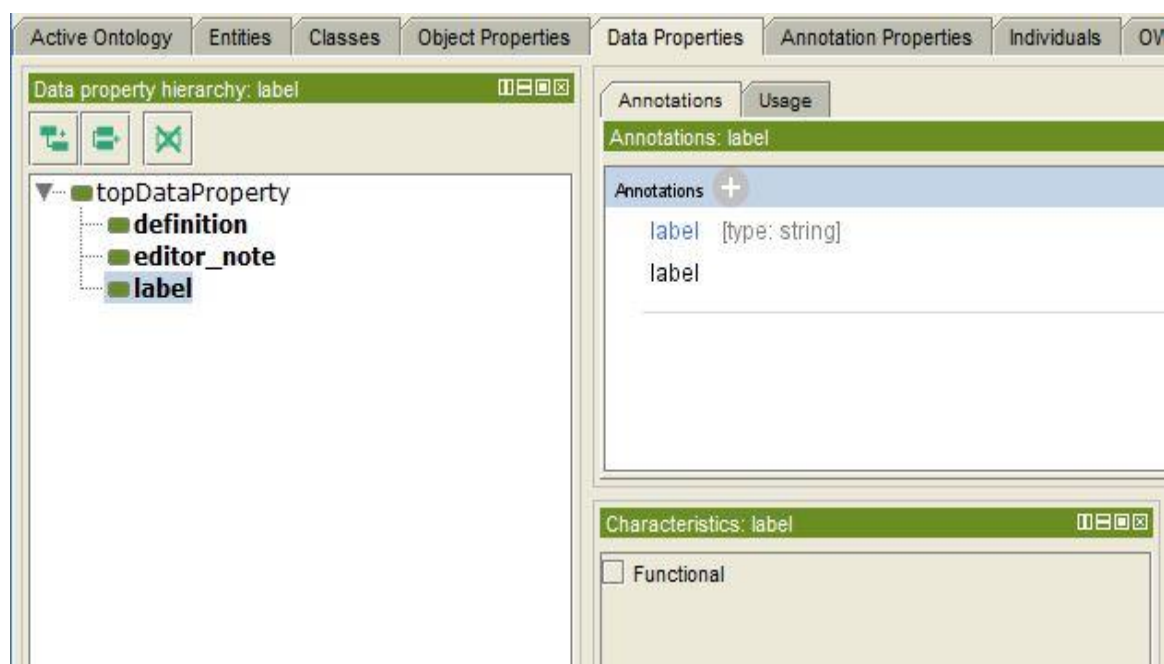 Active Ontology Entities Classes Object Properties Data Properties Annotation Properties Individuals OW
Data property hierarchy: label
topDataProperty
definition
editor_note
label
Annotations Usage
Annotations: label
Annotations
label [type: string]
label
Characteristics: label
Functional